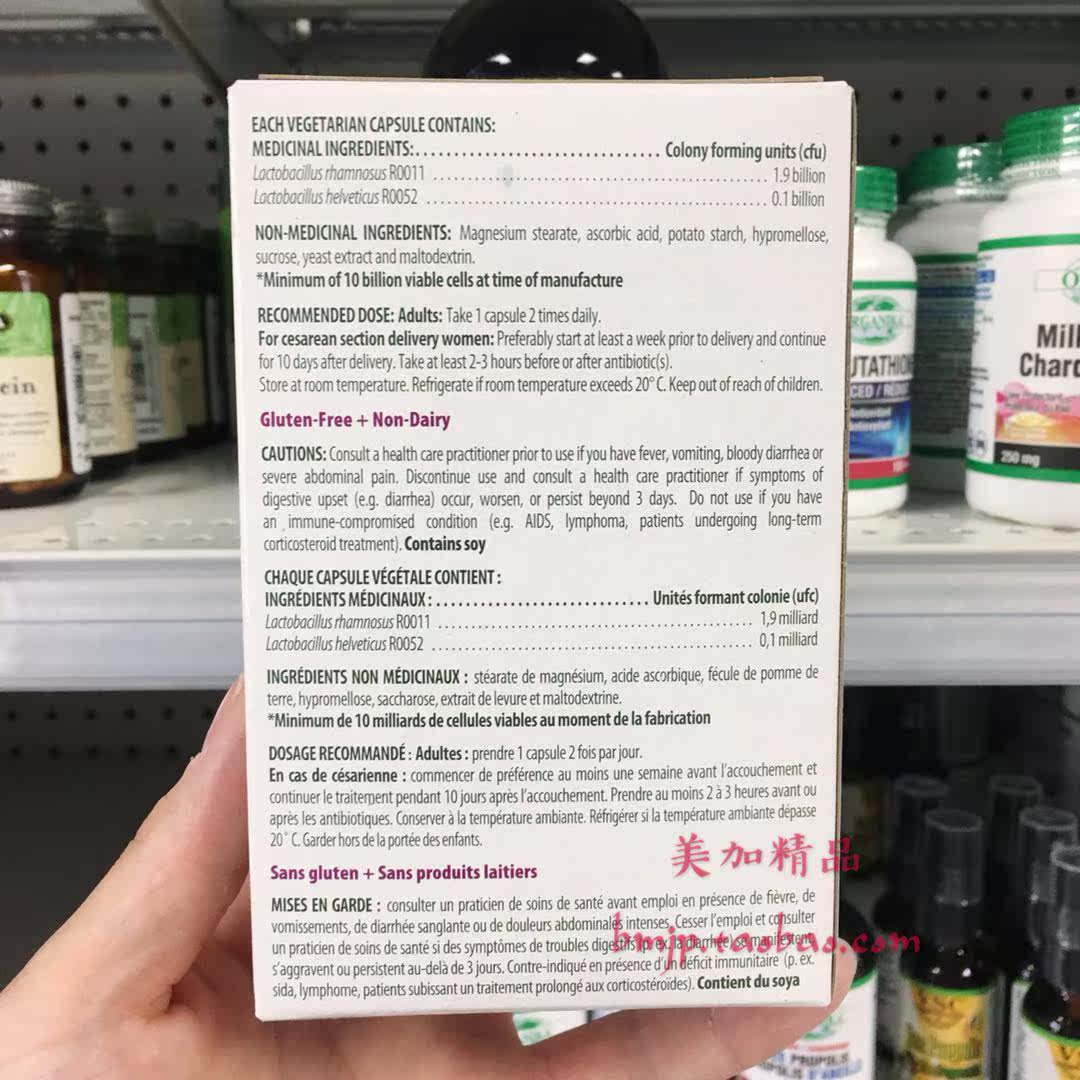 EACH VEGETARIAN CAPSULE CONTAINS:
MEDICINAL INGREDIENTS:.............................. Colony forming units (cfu)
Lactobacillus rhamnosus R0011 .................................................. 1.9 billion
Lactobacillus helveticus R0052 .................................................. 0.1 billion
NON-MEDICINAL INGREDIENTS: Magnesium stearate, ascorbic acid, potato starch, hypromellose,
sucrose, yeast extract and maltodextrin.
*Minimum of 10 billion viable cells at time of manufacture
RECOMMENDED DOSE: Adults: Take 1 capsule 2 times daily.
For cesarean section delivery women: Preferably start at least a week prior to delivery and continue
for 10 days after delivery. Take at least 2-3 hours before or after antibiotic(s).
Store at room temperature. Refrigerate if room temperature exceeds 20° C. Keep out of reach of children.
Gluten-Free + Non-Dairy
CAUTIONS: Consult a health care practitioner prior to use if you have fever, vomiting, bloody diarrhea or
severe abdominal pain. Discontinue use and consult a health care practitioner if symptoms of
digestive upset (e.g. diarrhea) occur, worsen, or persist beyond 3 days. Do not use if you have
an immune-compromised condition (e.g. AIDS, lymphoma, patients undergoing long-term
corticosteroid treatment). Contains soy
CHAQUE CAPSULE VÉGÉTALE CONTIENT :
INGRÉDIENTS MÉDICINAUX :........................... Unités formant colonie (ufc)
Lactobacillus rhamnosus R0011 .............................................. 1,9 milliard
Lactobacillus helveticus R0052 .............................................. 0,1 milliard
INGRÉDIENTS NON MÉDICINAUX : stéarate de magnésium, acide ascorbique, fécule de pomme de
terre, hypromellose, saccharose, extrait de levure et maltodextrine.
*Minimum de 10 milliards de cellules viables au moment de la fabrication
DOSAGE RECOMMANDÉ : Adultes : prendre 1 capsule 2 fois par jour.
En cas de césarienne : commencer de préférence au moins une semaine avant l'accouchement et
continuer le traitement pendant 10 jours après l'accouchement. Prendre au moins 2 à 3 heures avant ou
après les antibiotiques. Conserver à la température ambiante. Réfrigérer si la température ambiante dépasse
20° C. Garder hors de la portée des enfants.
Sans gluten + Sans produits laitiers
MISES EN GARDE : consulter un praticien de soins de santé avant emploi en présence de fièvre, de
vomissements, de diarrhée sanglante ou de douleurs abdominales intenses. Cesser l'emploi et consulter
un praticien de soins de santé si des symptômes de troubles digestifs (p. ex. la diarrhée) se manifestent,
s'aggravent ou persistent au-delà de 3 jours. Contre-indiqué en présence d'un déficit immunitaire (p. ex.
sida, lymphome, patients subissant un traitement prolongé aux corticostéroïdes). Contient du soya
美加精品
hmjp.taobao.com
Milk
250 mg
PROPOLIS